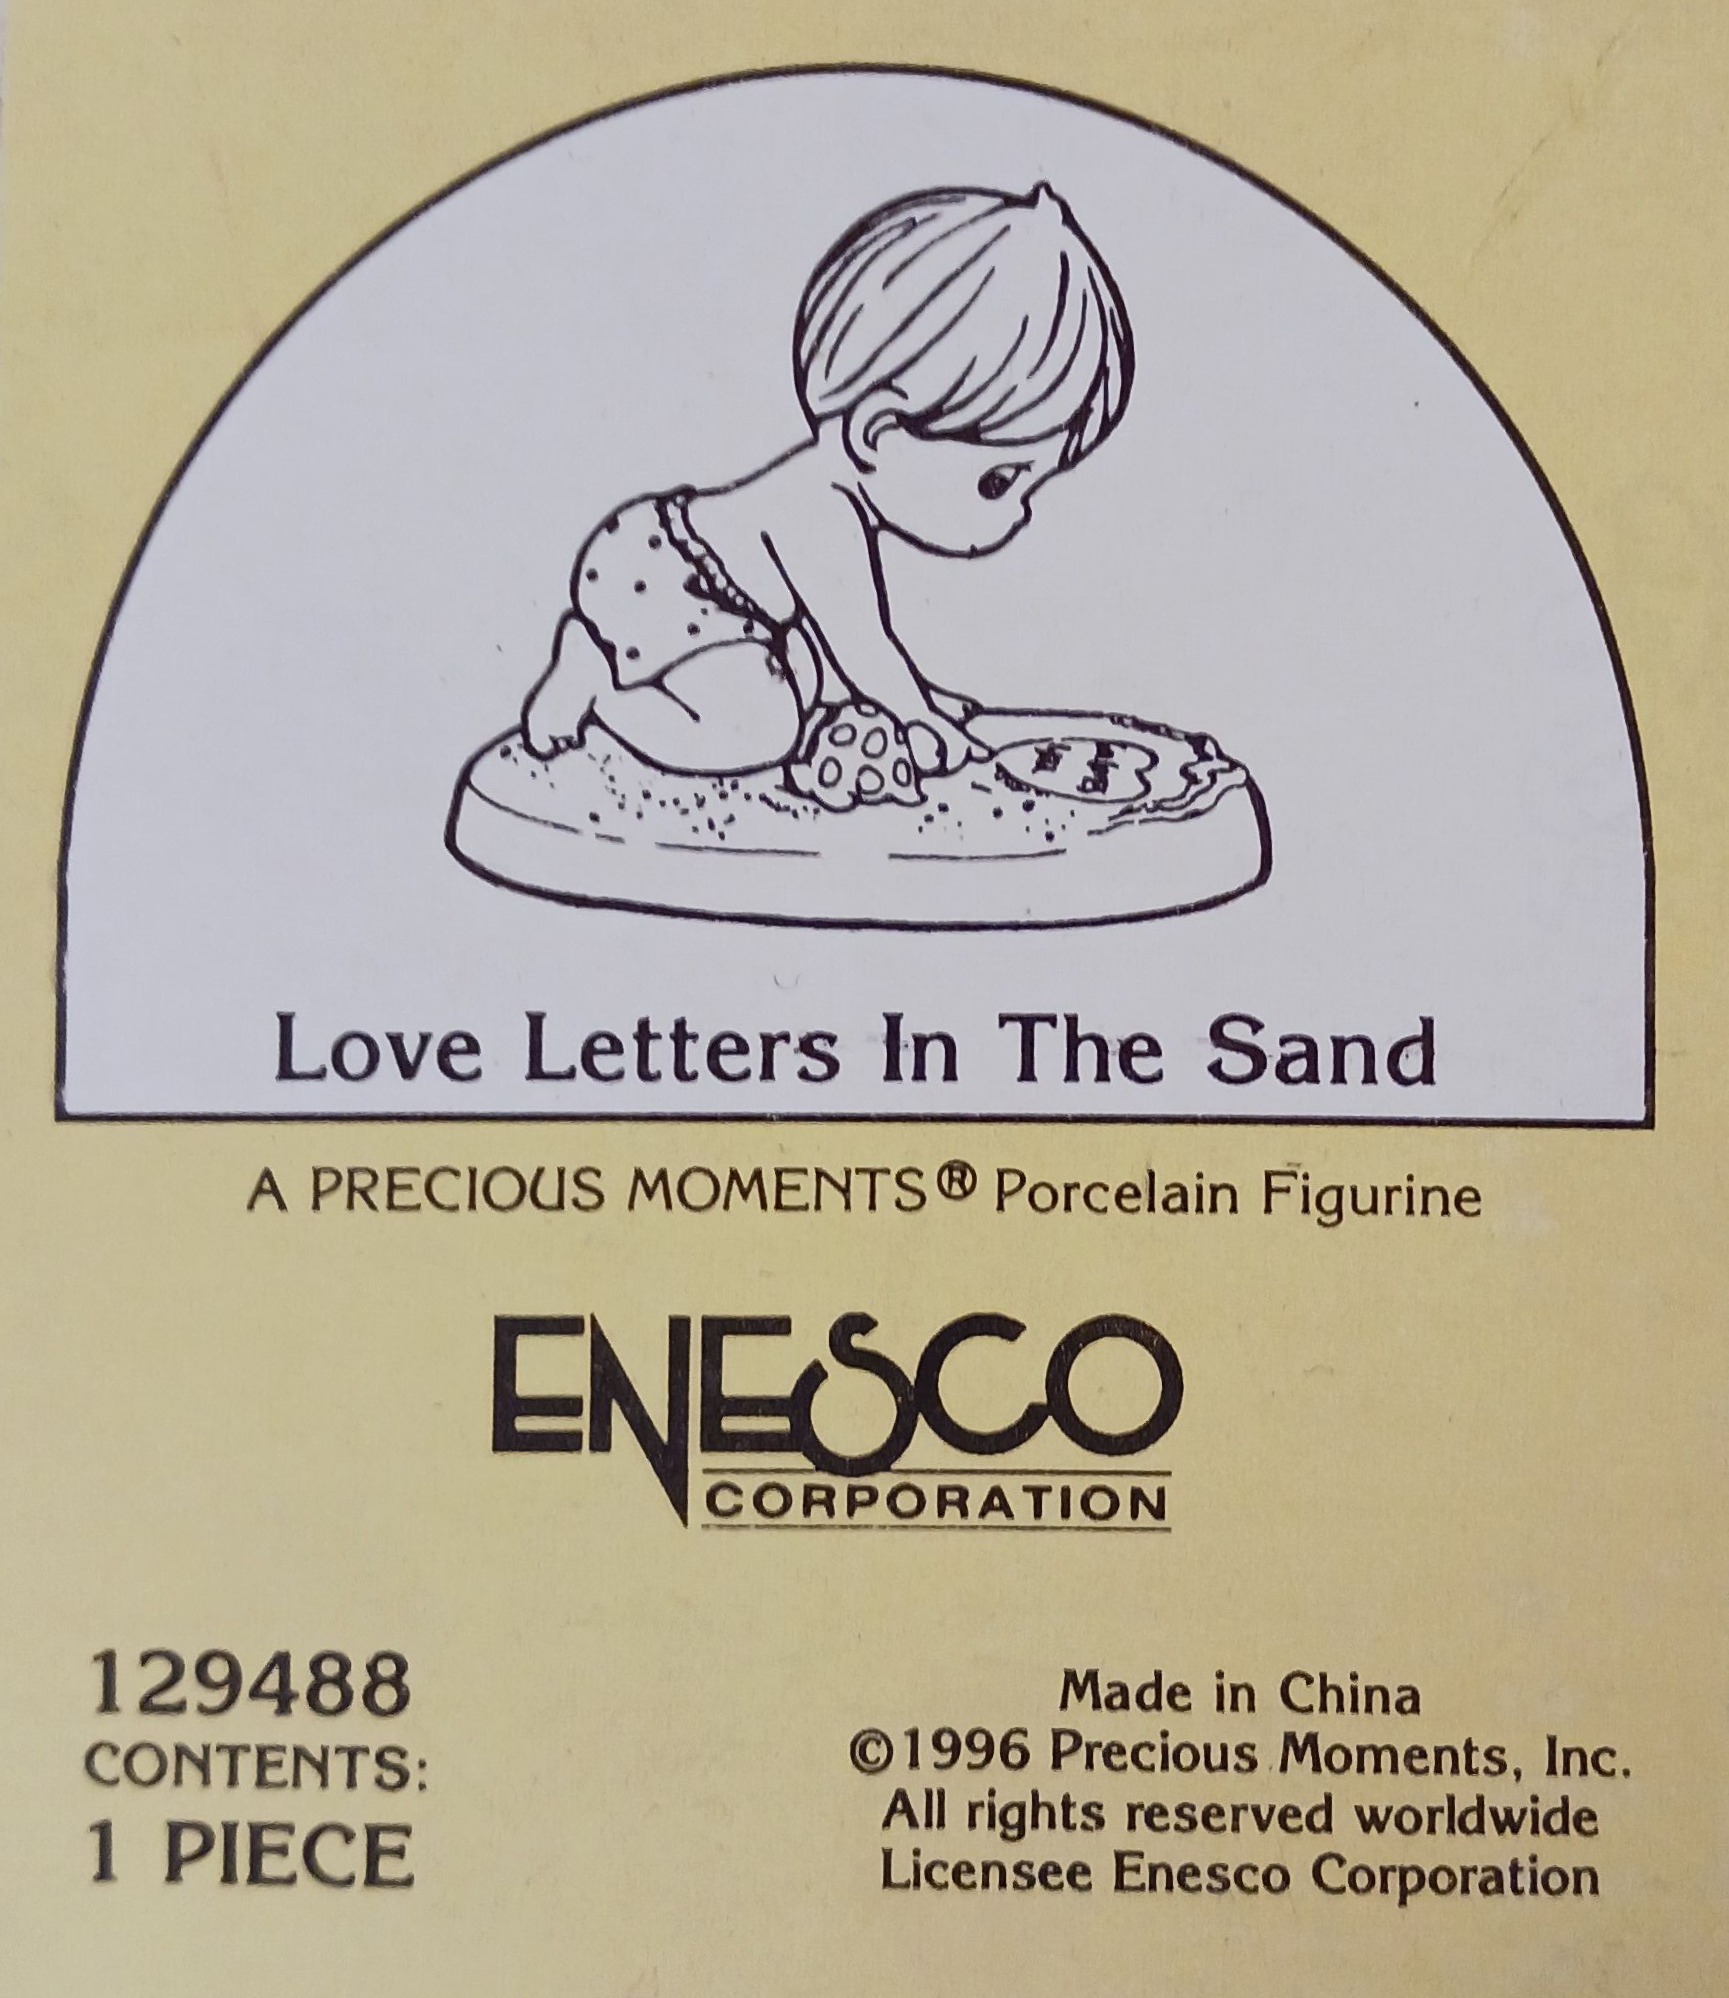 Love Letters In The Sand
A PRECIOUS MOMENTS® Porcelain Figurine
ENESCO
CORPORATION
129488
CONTENTS:
1 PIECE
Made in China
©1996 Precious Moments, Inc.
All rights reserved worldwide
Licensee Enesco Corporation